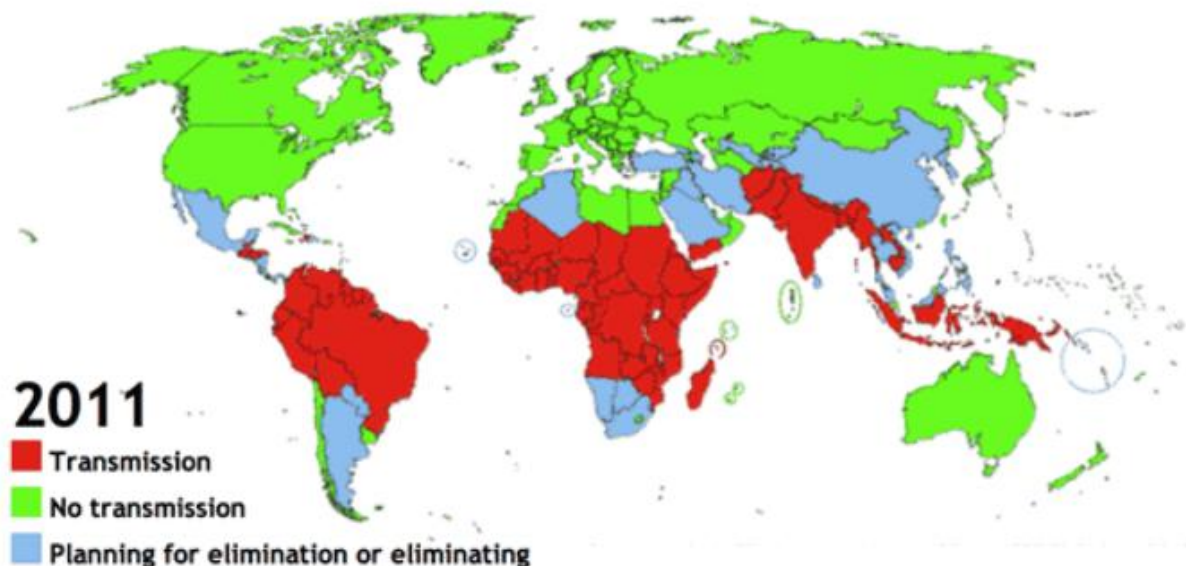 2011
Transmission
No transmission
Planning for elimination or eliminating